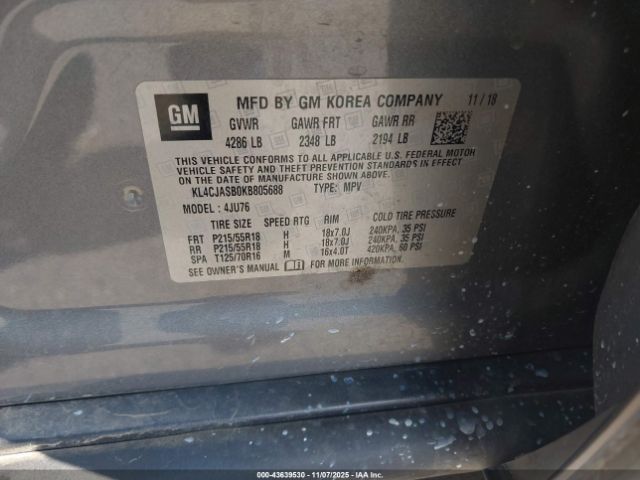 GM
MFD BY GM KOREA COMPANY 11/18
GVWR GAWR FRT GAWR RR
4286 LB 2348 LB 2194 LB
THIS VEHICLE CONFORMS TO ALL APPLICABLE U.S. FEDERAL MOTOR
VEHICLE SAFETY AND THEFT PREVENTION STANDARDS IN EFFECT
ON THE DATE OF MANUFACTURE SHOWN ABOVE.
KL4CJASB0KB805688 TYPE: MPV
MODEL: 4JU76
TIRE SIZE SPEED RTG RIM COLD TIRE PRESSURE
FRT P215/55R18 H 18x7.0J 240KPA, 35 PSI
RR P215/55R18 H 18x7.0J 240KPA, 35 PSI
SPA T125/70R16 M 16x4.0T 420KPA, 60 PSI
SEE OWNER'S MANUAL FOR MORE INFORMATION
00-43639530 - 11/07/2025 - IAAI.COM